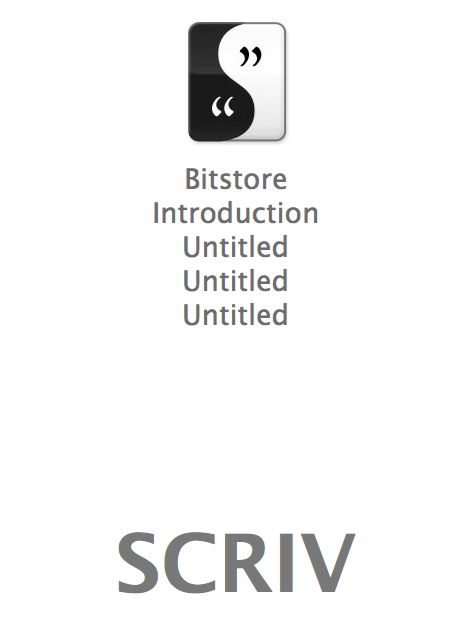 ”
“
Bitstore
Introduction
Untitled
Untitled
Untitled
SCRIV